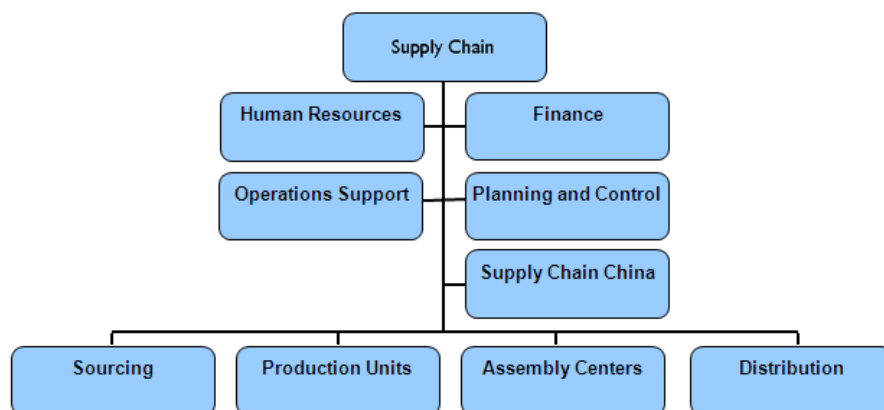 Supply Chain
Human Resources
Finance
Operations Support
Planning and Control
Supply Chain China
Sourcing
Production Units
Assembly Centers
Distribution